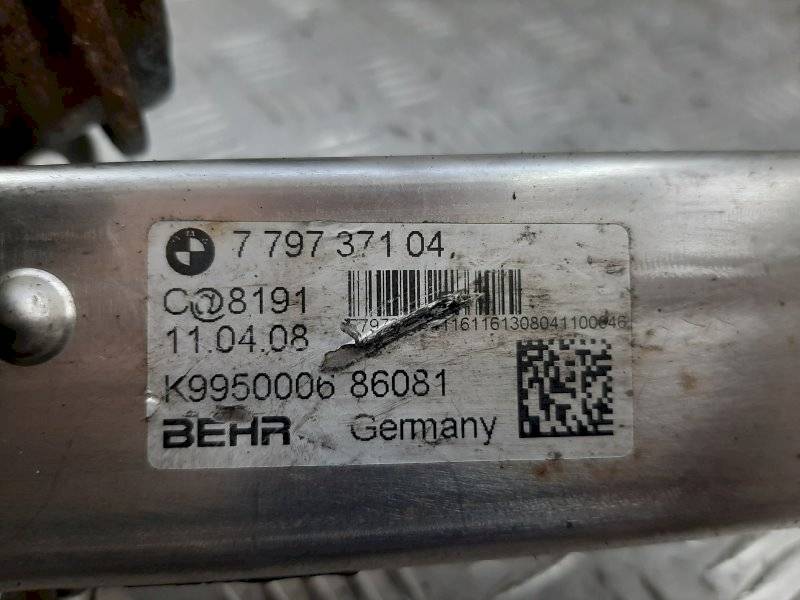 7 797 371 04
C@8191
11.04.08
K9950006 86081
BEHR Germany